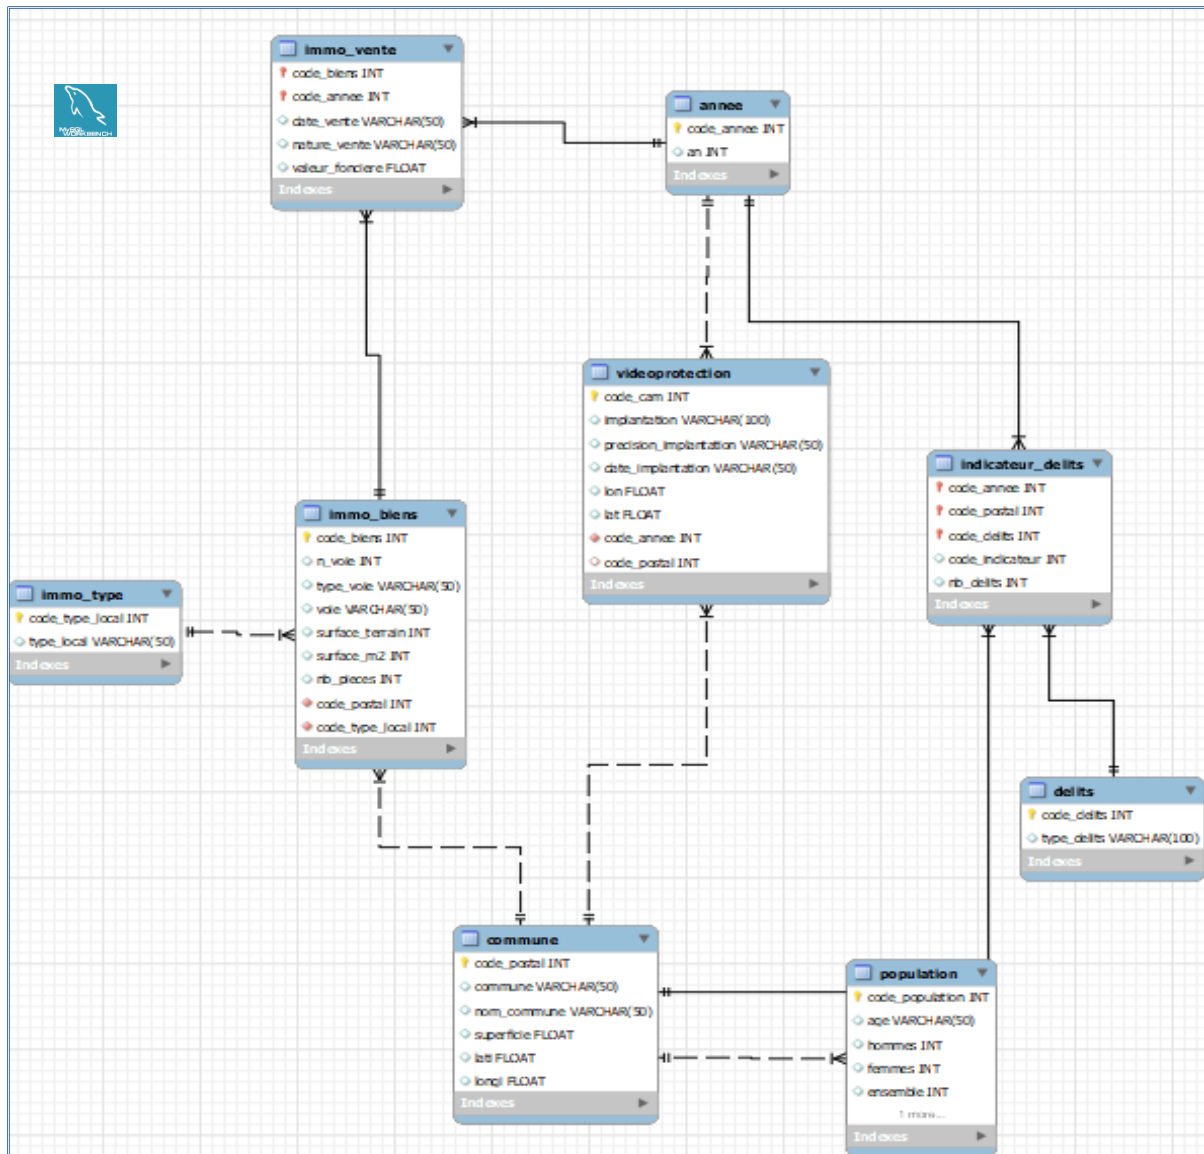 immo_vente
code_biens INT
code_annee INT
date_vente VARCHAR(50)
nature_vente VARCHAR(50)
valeur_fonciere FLOAT
Indexes
MySQL
WORKBENCH
annee
code_annee INT
an INT
Indexes
videoprotection
code_cam INT
implantation VARCHAR(100)
precision_implantation VARCHAR(50)
date_implantation VARCHAR(50)
lon FLOAT
lat FLOAT
code_annee INT
code_postal INT
Indexes
indicateur_delits
code_annee INT
code_postal INT
code_delits INT
code_indicateur INT
nb_delits INT
Indexes
immo_biens
code_biens INT
n_voie INT
type_voie VARCHAR(50)
voie VARCHAR(50)
surface_terrain INT
surface_m2 INT
nb_pieces INT
code_postal INT
code_type_local INT
Indexes
immo_type
code_type_local INT
type_local VARCHAR(50)
Indexes
delits
code_delits INT
type_delits VARCHAR(100)
Indexes
commune
code_postal INT
commune VARCHAR(50)
nom_commune VARCHAR(50)
superficie FLOAT
lati FLOAT
longi FLOAT
Indexes
population
code_population INT
age VARCHAR(50)
hommes INT
femmes INT
ensemble INT
1 more...
Indexes